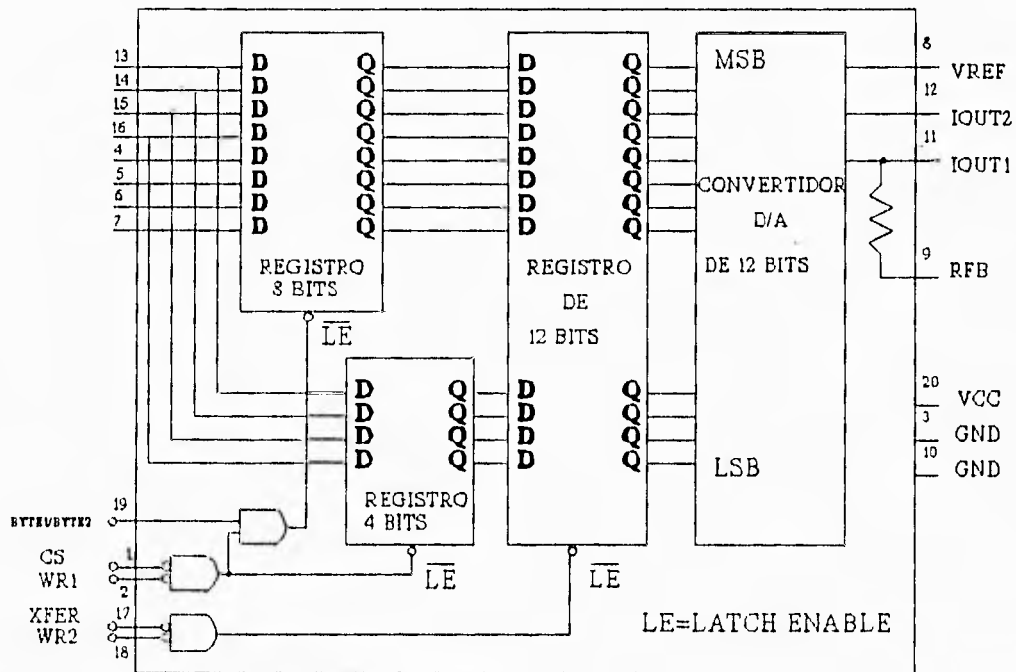 13
14
15
16
4
5
6
7
D Q
D Q
D Q
D Q
D Q
D Q
D Q
D Q
REGISTRO
8 BITS
LE
D Q
D Q
D Q
D Q
REGISTRO
4 BITS
LE
D
D
D
D
D
D
D
D
REGISTRO
DE
12 BITS
D Q
D Q
D Q
D Q
LE
MSB
CONVERTIDOR
D/A
DE 12 BITS
LSB
8
VREF
12
IOUT2
11
IOUT1
9
RFB
20
VCC
3
GND
10
GND
19
BYTE1/BYTE2
CS
1
WR1
2
XFER
17
WR2
18
LE=LATCH ENABLE